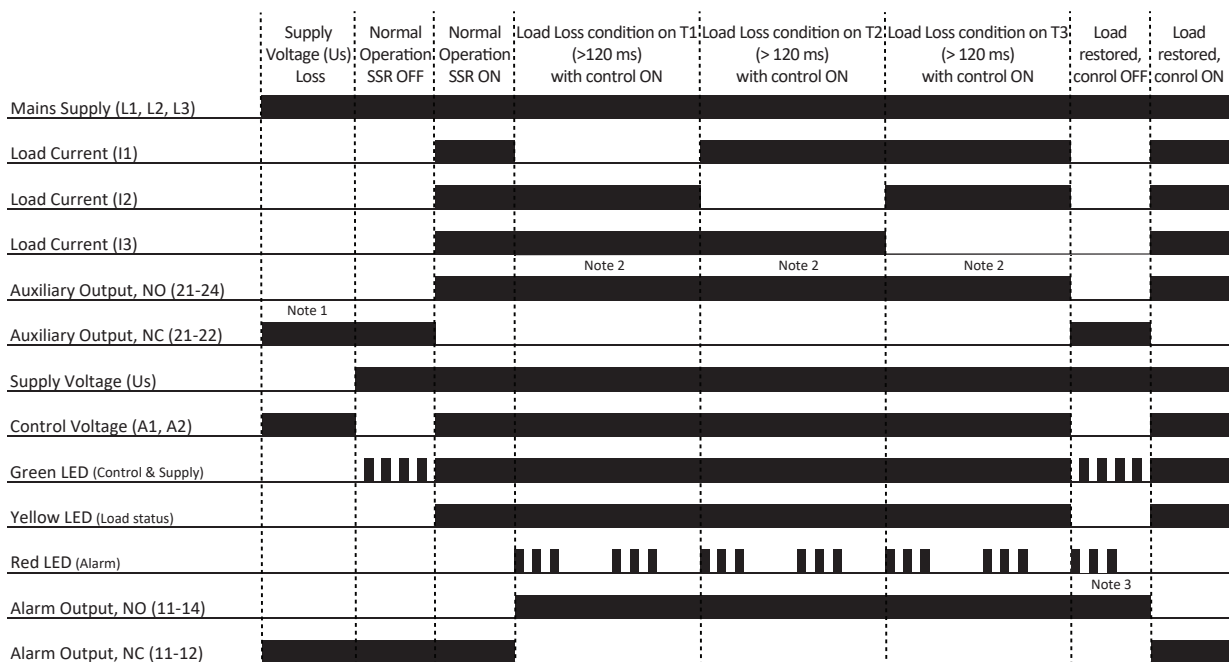 Supply
Voltage (Us)
Loss
Normal
Operation
SSR OFF
Normal
Operation
SSR ON
Load Loss condition on T1
(>120 ms)
with control ON
Load Loss condition on T2
(> 120 ms)
with control ON
Load Loss condition on T3
(> 120 ms)
with control ON
Load
restored,
conrol OFF
Load
restored,
conrol ON
Mains Supply (L1, L2, L3)
Load Current (I1)
Load Current (I2)
Load Current (I3)
Note 2 Note 2 Note 2
Auxiliary Output, NO (21-24)
Note 1
Auxiliary Output, NC (21-22)
Supply Voltage (Us)
Control Voltage (A1, A2)
Green LED (Control & Supply)
Yellow LED (Load status)
Red LED (Alarm)
Note 3
Alarm Output, NO (11-14)
Alarm Output, NC (11-12)